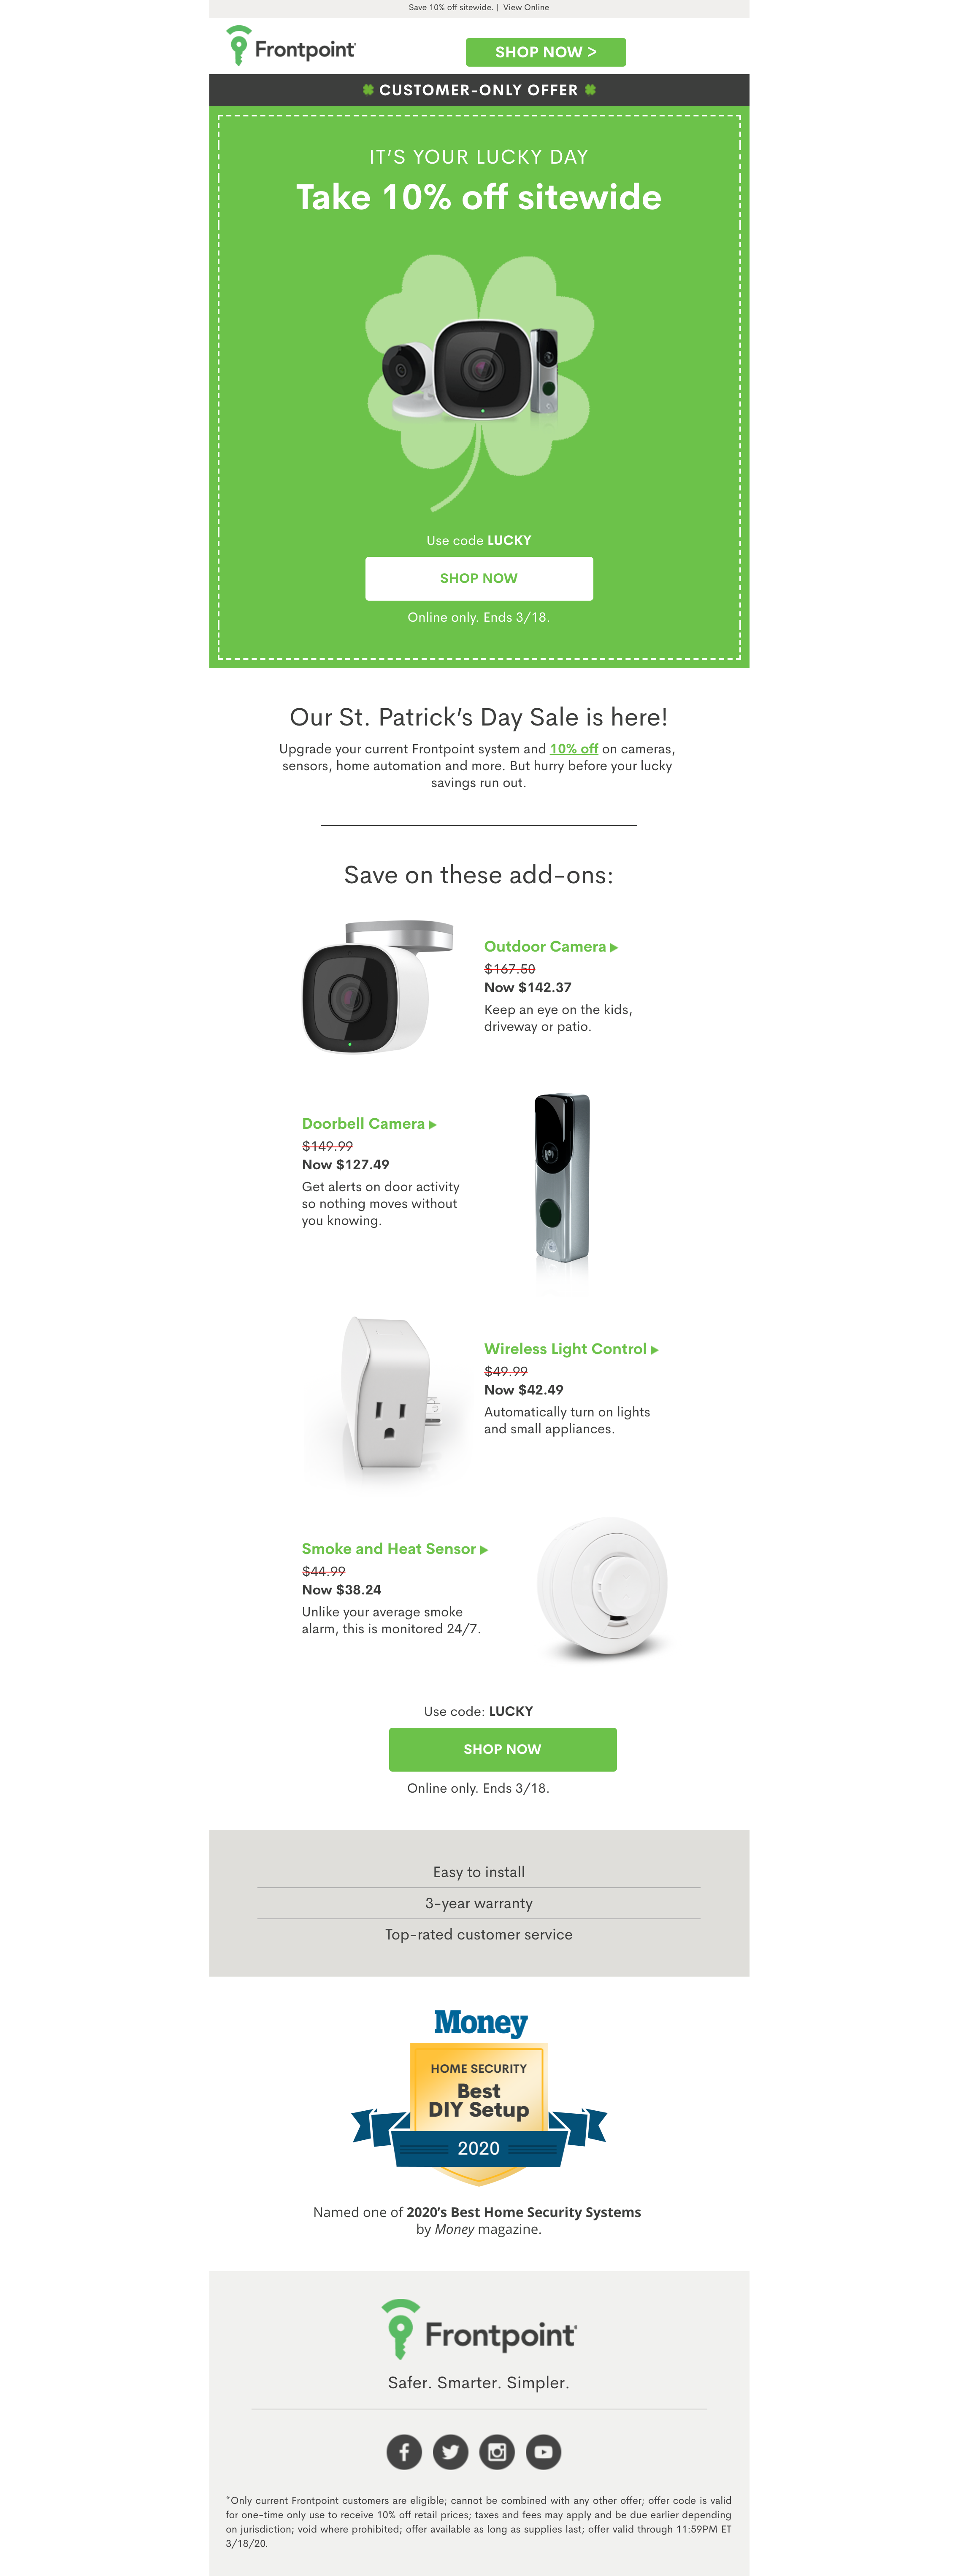 Save 10% off sitewide. | View Online
Frontpoint
SHOP NOW >
CUSTOMER-ONLY OFFER
IT'S YOUR LUCKY DAY
Take 10% off sitewide
Use code LUCKY
SHOP NOW
Online only. Ends 3/18.
Our St. Patrick's Day Sale is here!
Upgrade your current Frontpoint system and 10% off on cameras,
sensors, home automation and more. But hurry before your lucky
savings run out.
Save on these add-ons:
Outdoor Camera ▶
$167.50
Now $142.37
Keep an eye on the kids,
driveway or patio.
Doorbell Camera ▶
$149.99
Now $127.49
Get alerts on door activity
so nothing moves without
you knowing.
Wireless Light Control ▶
$49.99
Now $42.49
Automatically turn on lights
and small appliances.
Smoke and Heat Sensor ▶
$44.99
Now $38.24
Unlike your average smoke
alarm, this is monitored 24/7.
Use code: LUCKY
SHOP NOW
Online only. Ends 3/18.
Easy to install
3-year warranty
Top-rated customer service
Money
HOME SECURITY
Best
DIY Setup
2020
Named one of 2020's Best Home Security Systems
by Money magazine.
Frontpoint
Safer. Smarter. Simpler.
*Only current Frontpoint customers are eligible; cannot be combined with any other offer; offer code is valid
for one-time only use to receive 10% off retail prices; taxes and fees may apply and be due earlier depending
on jurisdiction; void where prohibited; offer available as long as supplies last; offer valid through 11:59PM ET
3/18/20.